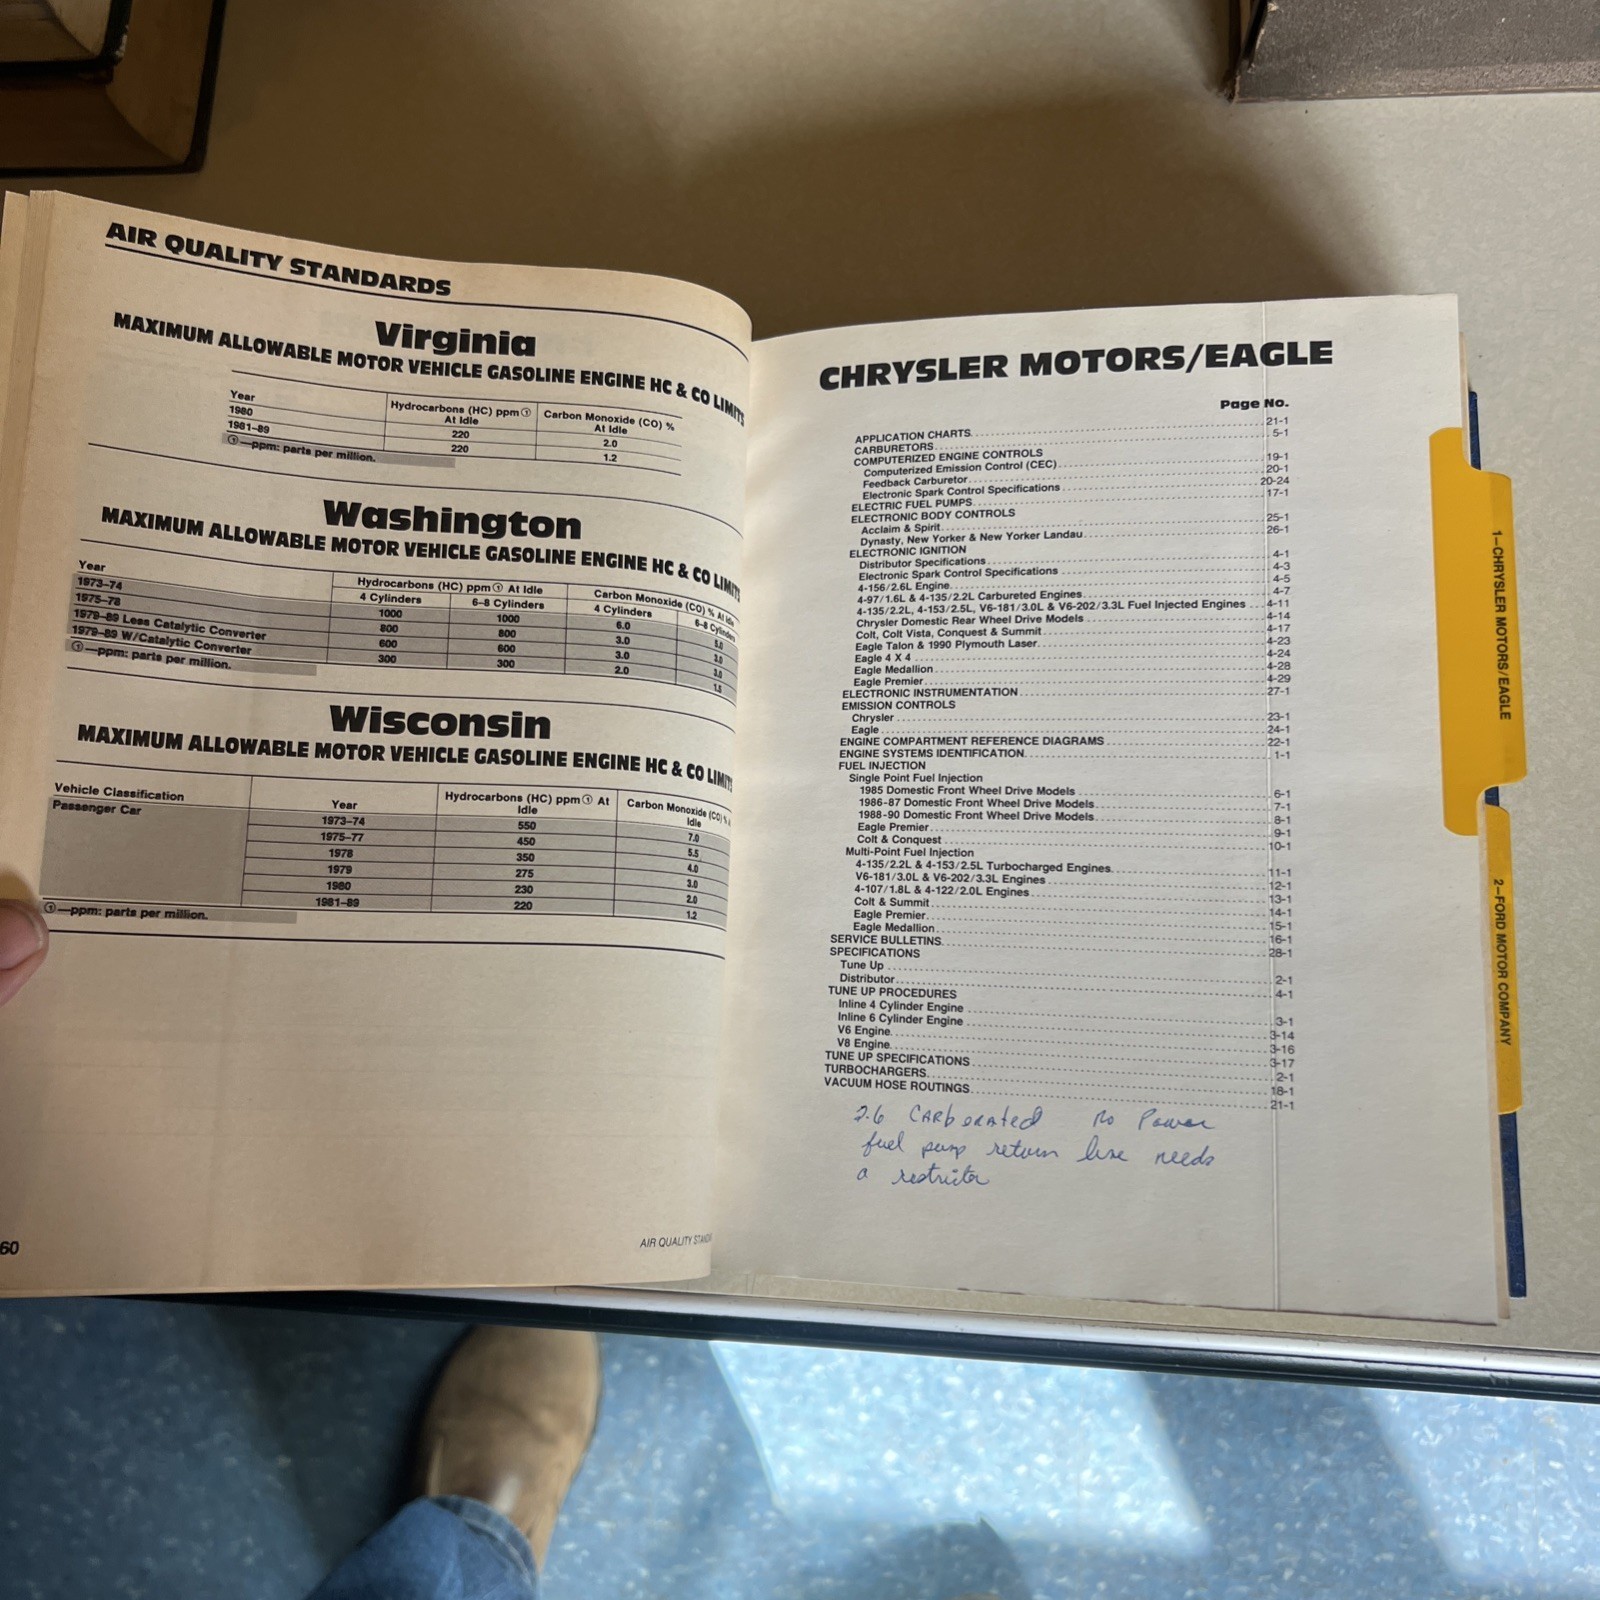 AIR QUALITY STANDARDS
Virginia
MAXIMUM ALLOWABLE MOTOR VEHICLE GASOLINE ENGINE HC & CO LIMITS
Year Hydrocarbons (HC) ppm① At Idle Carbon Monoxide (CO) % At Idle
1980 220 2.0
1981-89 220 1.2
①—ppm: parts per million.
Washington
MAXIMUM ALLOWABLE MOTOR VEHICLE GASOLINE ENGINE HC & CO LIMITS
Year Hydrocarbons (HC) ppm① At Idle Carbon Monoxide (CO) % At Idle
4 Cylinders 6-8 Cylinders 4 Cylinders 6-8 Cylinders
1973-74 1000 1000 6.0
1975-78 800 800 3.0 3.0
1979-89 Less Catalytic Converter 600 600 3.0 3.0
1979-89 W/Catalytic Converter 300 300 2.0 1.5
①—ppm: parts per million.
Wisconsin
MAXIMUM ALLOWABLE MOTOR VEHICLE GASOLINE ENGINE HC & CO LIMITS
Vehicle Classification Year Hydrocarbons (HC) ppm① At Idle Carbon Monoxide (CO) % Idle
Passenger Car 1973-74 550 7.0
1975-77 450 5.5
1978 350 4.0
1979 275 3.0
1980 230 2.0
1981-89 220 1.2
①—ppm: parts per million.
60
AIR QUALITY
CHRYSLER MOTORS/EAGLE
Page No.
APPLICATION CHARTS 21-1
CARBURETORS 5-1
COMPUTERIZED ENGINE CONTROLS
Computerized Emission Control (CEC) 19-1
Feedback Carburetor 20-1
Electronic Spark Control Specifications 20-24
ELECTRIC FUEL PUMPS 17-1
ELECTRONIC BODY CONTROLS
Acclaim & Spirit 25-1
Dynasty, New Yorker & New Yorker Landau 26-1
ELECTRONIC IGNITION
Distributor Specifications 4-1
Electronic Spark Control Specifications 4-3
4-156/2.6L Engine 4-5
4-97/1.6L & 4-135/2.2L Carbureted Engines 4-7
4-135/2.2L, 4-153/2.5L, V6-181/3.0L & V6-202/3.3L Fuel Injected Engines 4-11
Chrysler Domestic Rear Wheel Drive Models 4-14
Colt, Colt Vista, Conquest & Summit 4-17
Eagle Talon & 1990 Plymouth Laser 4-23
Eagle 4 X 4 4-24
Eagle Medallion 4-28
Eagle Premier 4-29
ELECTRONIC INSTRUMENTATION 27-1
EMISSION CONTROLS
Chrysler 23-1
Eagle 24-1
ENGINE COMPARTMENT REFERENCE DIAGRAMS 22-1
ENGINE SYSTEMS IDENTIFICATION 1-1
FUEL INJECTION
Single Point Fuel Injection
1985 Domestic Front Wheel Drive Models 6-1
1986-87 Domestic Front Wheel Drive Models 7-1
1988-90 Domestic Front Wheel Drive Models 8-1
Eagle Premier 9-1
Colt & Conquest 10-1
Multi-Point Fuel Injection
4-135/2.2L & 4-153/2.5L Turbocharged Engines 11-1
V6-181/3.0L & V6-202/3.3L Engines 12-1
4-107/1.8L & 4-122/2.0L Engines 13-1
Colt & Summit 14-1
Eagle Premier 15-1
Eagle Medallion 16-1
SERVICE BULLETINS 28-1
SPECIFICATIONS
Tune Up 2-1
Distributor 4-1
TUNE UP PROCEDURES
Inline 4 Cylinder Engine 3-1
Inline 6 Cylinder Engine 3-14
V6 Engine 3-16
V8 Engine 3-17
TUNE UP SPECIFICATIONS 2-1
TURBOCHARGERS 18-1
VACUUM HOSE ROUTINGS 21-1
2.6 CARborated no Power
fuel pump return line needs
a restrictor
1-CHRYSLER MOTORS/EAGLE
2-FORD MOTOR COMPANY